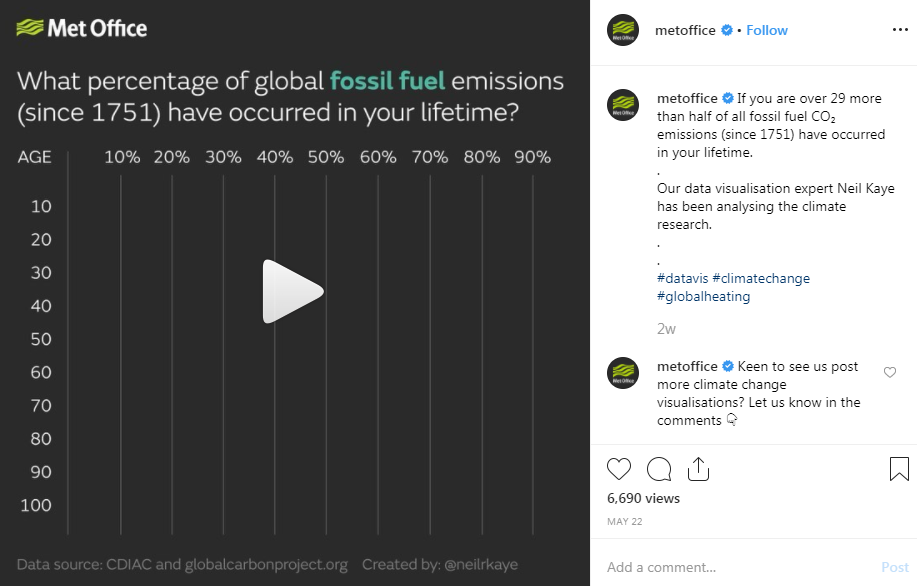 Met Office
What percentage of global fossil fuel emissions
(since 1751) have occurred in your lifetime?
AGE 10% 20% 30% 40% 50% 60% 70% 80% 90%
10
20
30
40
50
60
70
80
90
100
Data source: CDIAC and globalcarbonproject.org Created by: @neilrkaye
metoffice • Follow
metoffice If you are over 29 more
than half of all fossil fuel CO₂
emissions (since 1751) have occurred
in your lifetime.
.
Our data visualisation expert Neil Kaye
has been analysing the climate
research.
.
.
#datavis #climatechange
#globalheating
2w
metoffice Keen to see us post
more climate change
visualisations? Let us know in the
comments 👇
6,690 views
MAY 22
Add a comment... Post